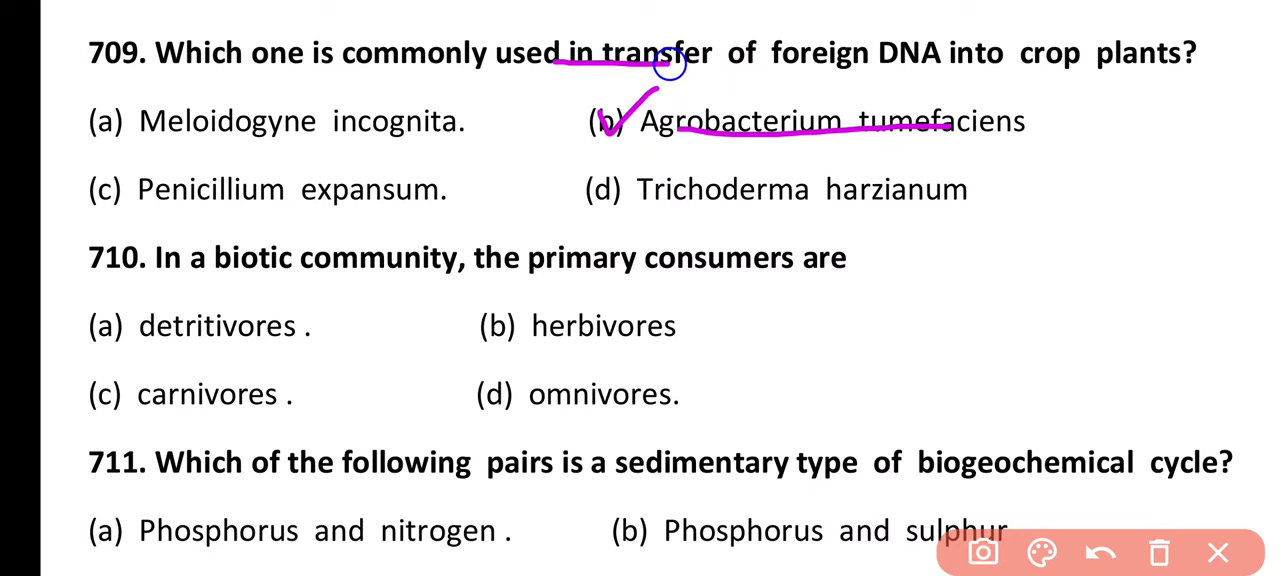 709. Which one is commonly used in transfer of foreign DNA into crop plants?
(a) Meloidogyne incognita. (b) Agrobacterium tumefaciens
(c) Penicillium expansum. (d) Trichoderma harzianum
710. In a biotic community, the primary consumers are
(a) detritivores . (b) herbivores
(c) carnivores . (d) omnivores.
711. Which of the following pairs is a sedimentary type of biogeochemical cycle?
(a) Phosphorus and nitrogen . (b) Phosphorus and sulphur